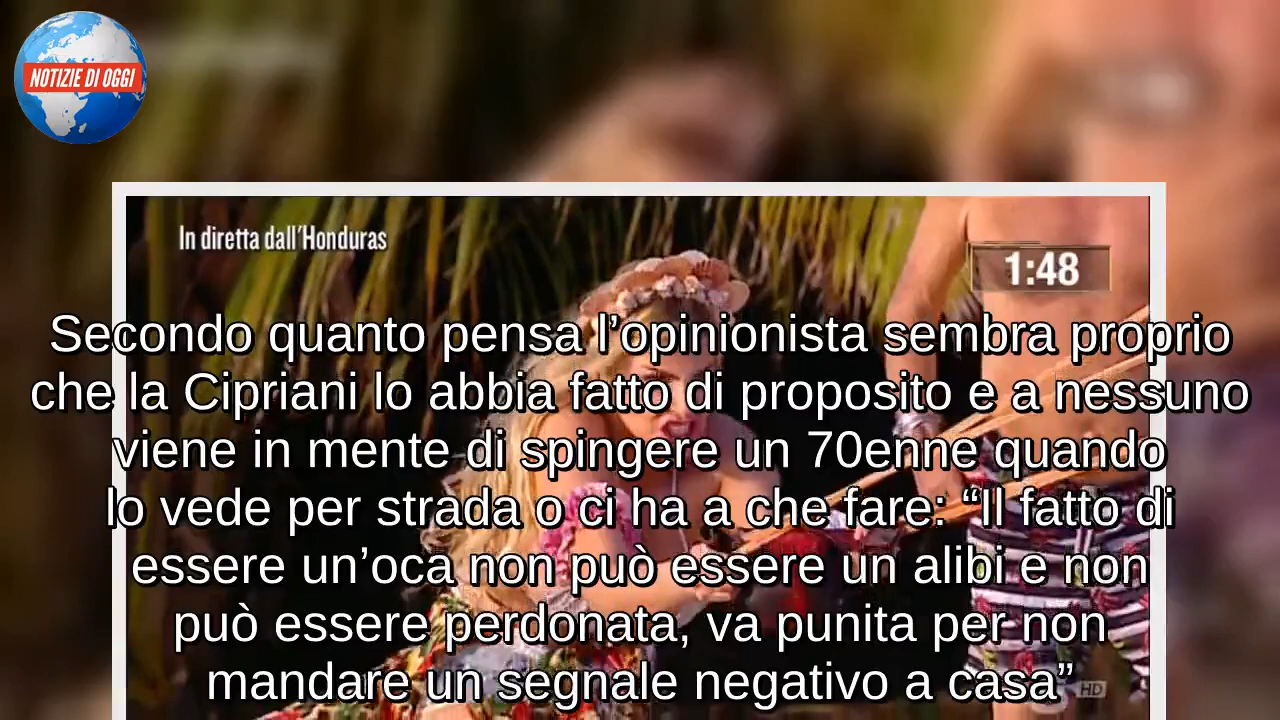 NOTIZIE DI OGGI
In diretta dall'Honduras
1:48
Secondo quanto pensa l’opinionista sembra proprio
che la Cipriani lo abbia fatto di proposito e a nessuno
viene in mente di spingere un 70enne quando
lo vede per strada o ci ha a che fare: “Il fatto di
essere un’oca non può essere un alibi e non
può essere perdonata, va punita per non
mandare un segnale negativo a casa”
HD